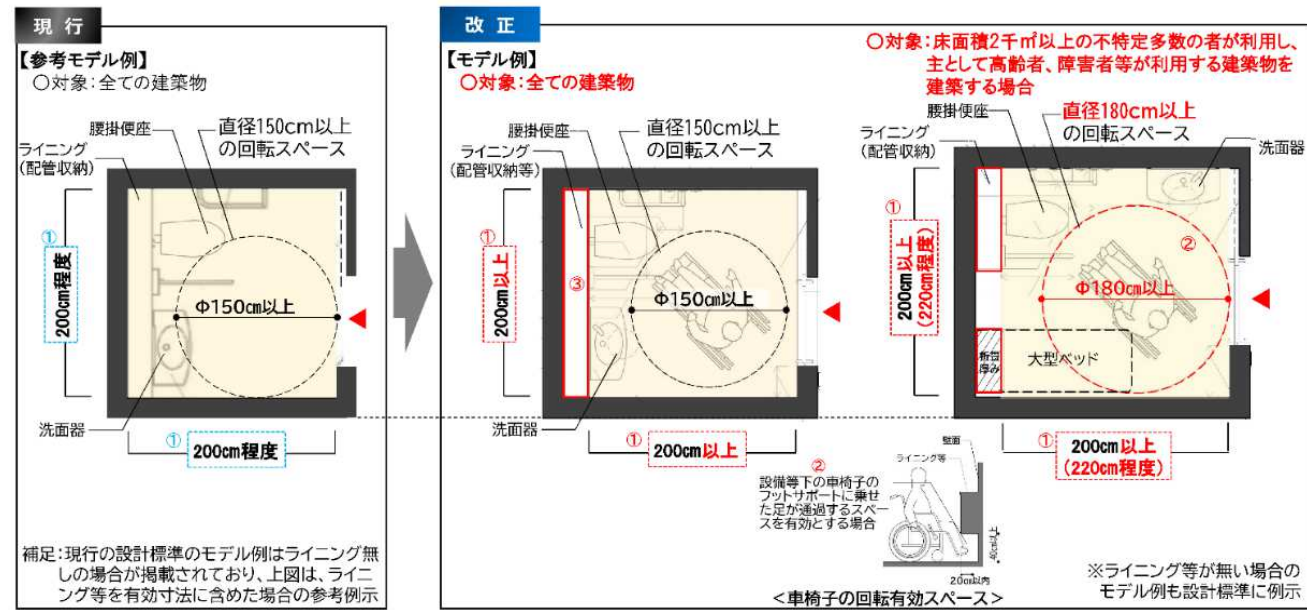 現 行
【参考モデル例】
○対象：全ての建築物
腰掛便座
直径150cm以上
の回転スペース
ライニング
(配管収納)
①
200cm程度
Φ150cm以上
洗面器
①
200cm程度
補足：現行の設計標準のモデル例はライニング無
しの場合が掲載されており、上図は、ライニ
ング等を有効寸法に含めた場合の参考例示
改 正
【モデル例】
○対象：全ての建築物
腰掛便座
直径150cm以上
の回転スペース
ライニング
(配管収納等)
①
200cm以上
③
Φ150cm以上
洗面器
①
200cm以上
②
設備等下の車椅子の
フットサポートに乗せ
た足が通過するスペー
スを有効とする場合
壁面
ライニング等
40cm以上
20cm以内
＜車椅子の回転有効スペース＞
○対象：床面積2千㎡以上の不特定多数の者が利用し、
主として高齢者、障害者等が利用する建築物を
建築する場合
腰掛便座
直径180cm以上
の回転スペース
ライニング
(配管収納)
洗面器
①
200cm以上
(220cm程度)
②
Φ180cm以上
大型ベッド
厚み
①
200cm以上
(220cm程度)
※ライニング等が無い場合の
モデル例も設計標準に例示